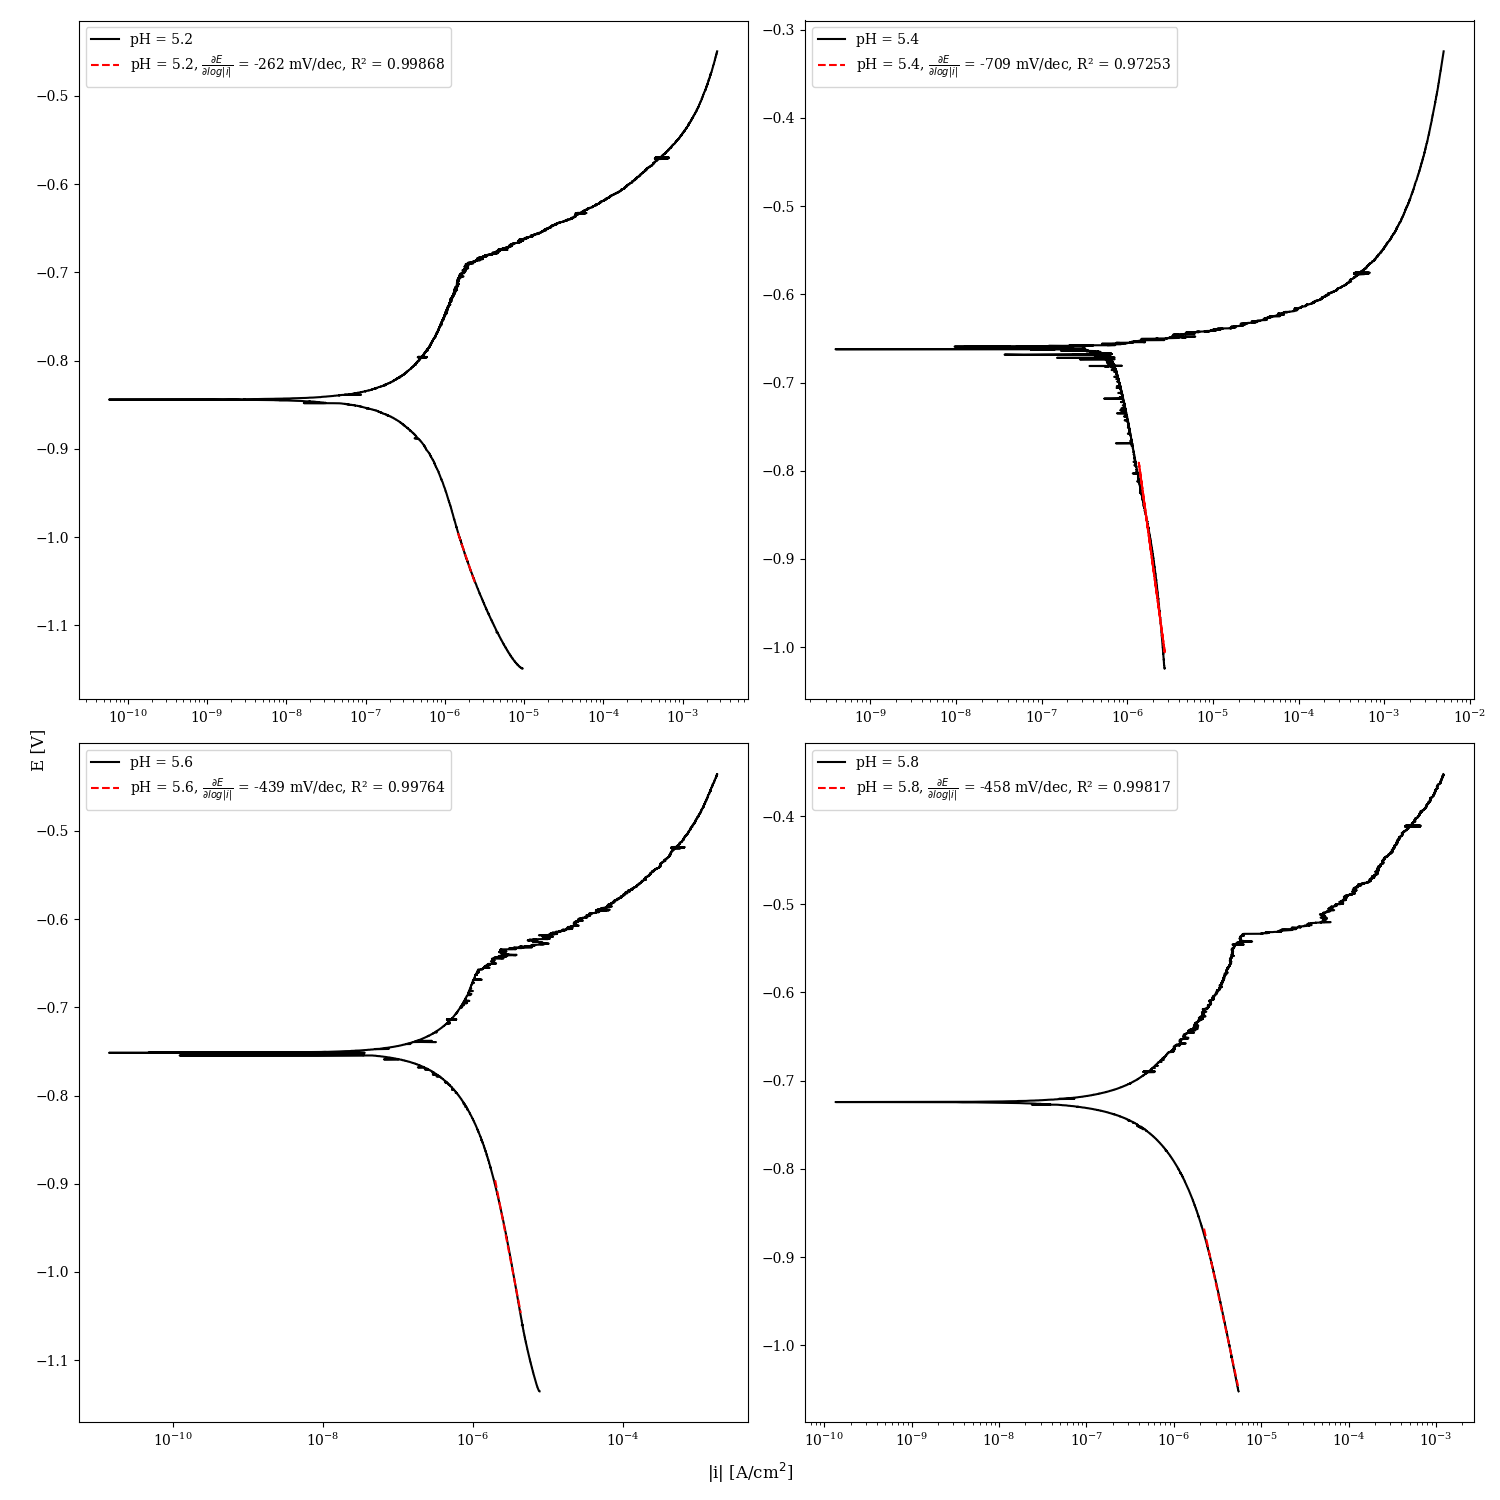 pH = 5.2
pH = 5.2, ∂E/∂log|i| = -262 mV/dec, R² = 0.99868
−0.5
−0.6
−0.7
−0.8
−0.9
−1.0
−1.1
10⁻¹⁰ 10⁻⁹ 10⁻⁸ 10⁻⁷ 10⁻⁶ 10⁻⁵ 10⁻⁴ 10⁻³
pH = 5.4
pH = 5.4, ∂E/∂log|i| = -709 mV/dec, R² = 0.97253
−0.3
−0.4
−0.5
−0.6
−0.7
−0.8
−0.9
−1.0
10⁻⁹ 10⁻⁸ 10⁻⁷ 10⁻⁶ 10⁻⁵ 10⁻⁴ 10⁻³ 10⁻²
E [V]
pH = 5.6
pH = 5.6, ∂E/∂log|i| = -439 mV/dec, R² = 0.99764
−0.5
−0.6
−0.7
−0.8
−0.9
−1.0
−1.1
10⁻¹⁰ 10⁻⁸ 10⁻⁶ 10⁻⁴
pH = 5.8
pH = 5.8, ∂E/∂log|i| = -458 mV/dec, R² = 0.99817
−0.4
−0.5
−0.6
−0.7
−0.8
−0.9
−1.0
10⁻¹⁰ 10⁻⁹ 10⁻⁸ 10⁻⁷ 10⁻⁶ 10⁻⁵ 10⁻⁴ 10⁻³
|i| [A/cm²]